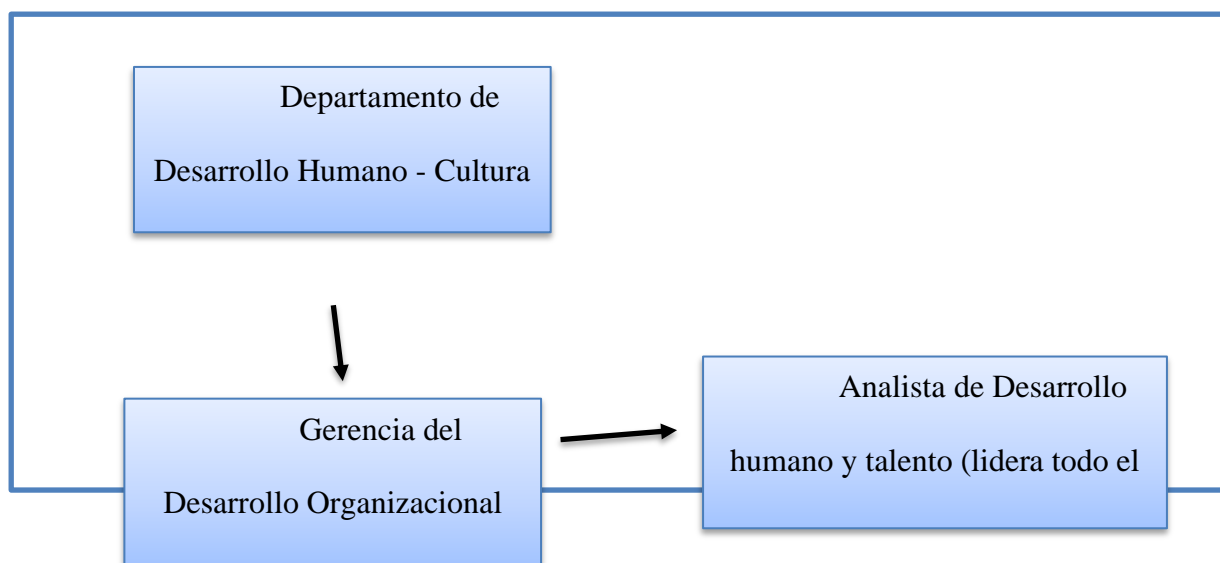 Departamento de
Desarrollo Humano - Cultura
Gerencia del
Desarrollo Organizacional
Analista de Desarrollo
humano y talento (lidera todo el